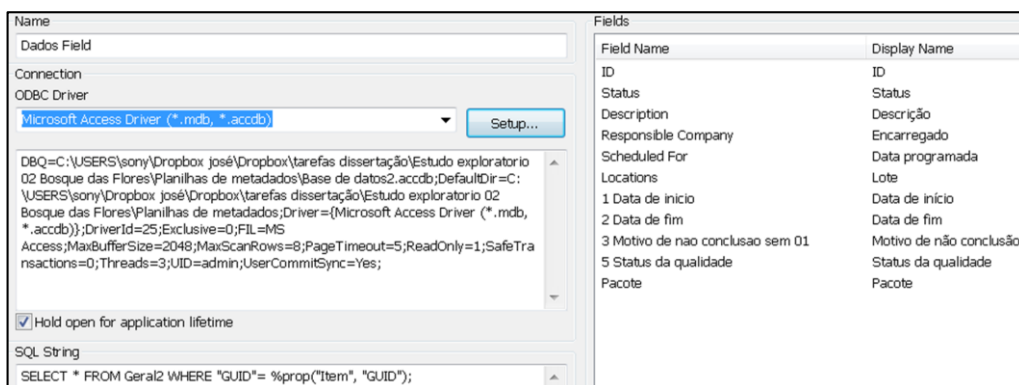 Name
Dados Field
Connection
ODBC Driver
Microsoft Access Driver (*.mdb, *.accdb)
Setup...
DBQ=C:\USERS\sony\Dropbox josé\Dropbox\tarefas dissertação\Estudo exploratorio
02 Bosque das Flores\Planilhas de metadados\Base de datos2.accdb;DefaultDir=C:
\USERS\sony\Dropbox josé\Dropbox\tarefas dissertação\Estudo exploratorio 02
Bosque das Flores\Planilhas de metadados;Driver={Microsoft Access Driver (*.mdb,
*.accdb)};DriverId=25;Exclusive=0;FIL=MS
Access;MaxBufferSize=2048;MaxScanRows=8;PageTimeout=5;ReadOnly=1;SafeTra
nsactions=0;Threads=3;UID=admin;UserCommitSync=Yes;
Hold open for application lifetime
SQL String
SELECT * FROM Geral2 WHERE "GUID"= %prop("Item", "GUID");
Fields
Field Name Display Name
ID ID
Status Status
Description Descrição
Responsible Company Encarregado
Scheduled For Data programada
Locations Lote
1 Data de inicio Data de início
2 Data de fim Data de fim
3 Motivo de nao conclusao sem 01 Motivo de não conclusão
5 Status da qualidade Status da qualidade
Pacote Pacote